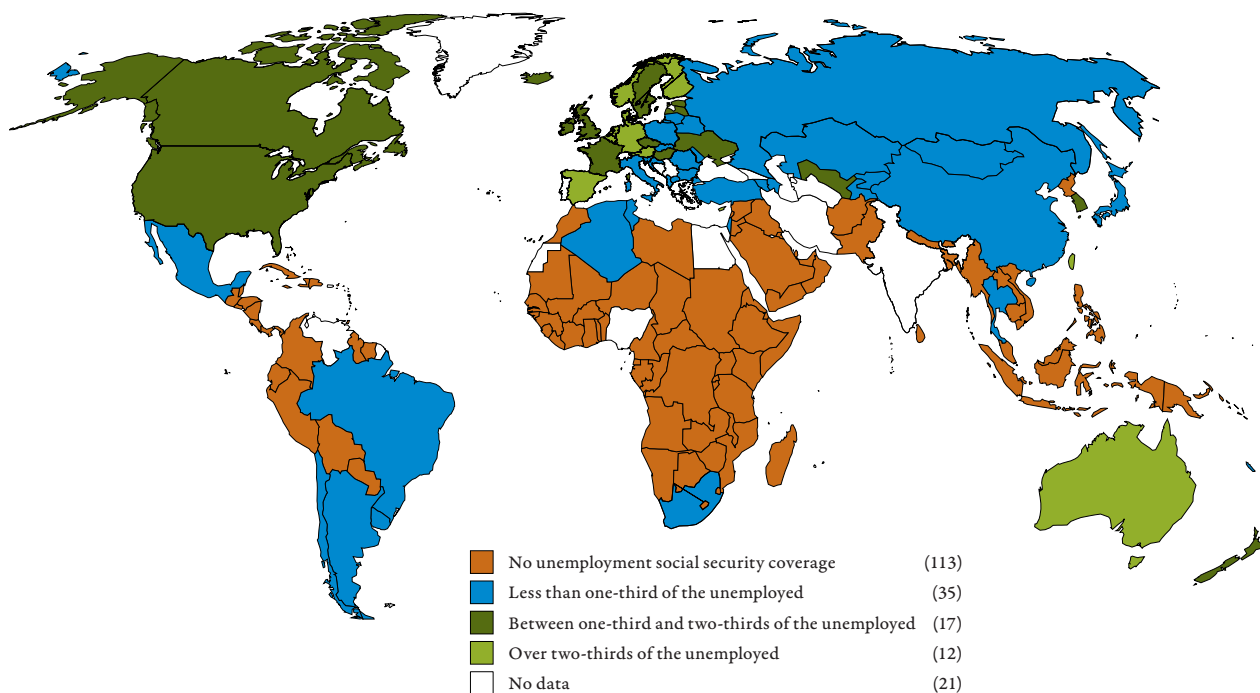 No unemployment social security coverage (113)
Less than one-third of the unemployed (35)
Between one-third and two-thirds of the unemployed (17)
Over two-thirds of the unemployed (12)
No data (21)